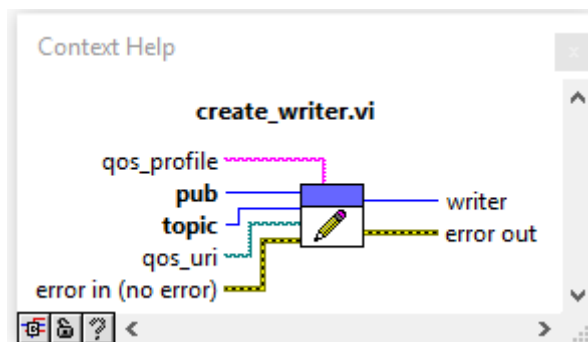 Context Help
create_writer.vi
qos_profile
pub
topic
qos_uri
error in (no error)
writer
error out
?